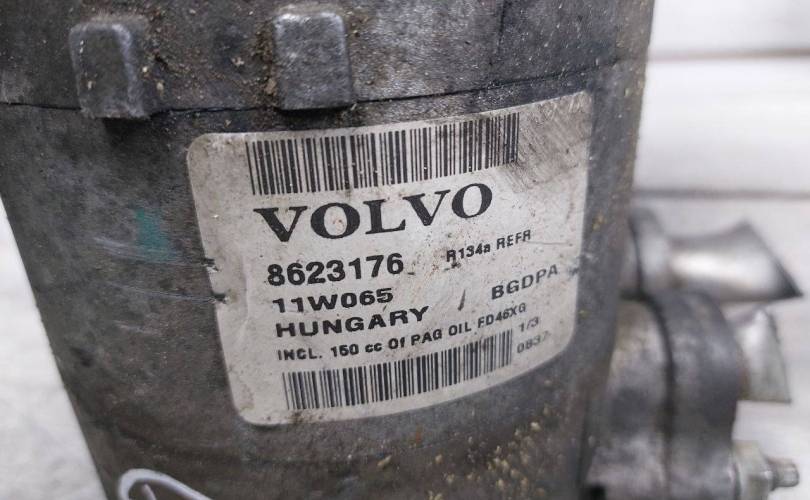 VOLVO
8623176 R134a REFR
11W065 BGDPA
HUNGARY
INCL. 150 cc Of PAG OIL FD46XG
1/3
0837